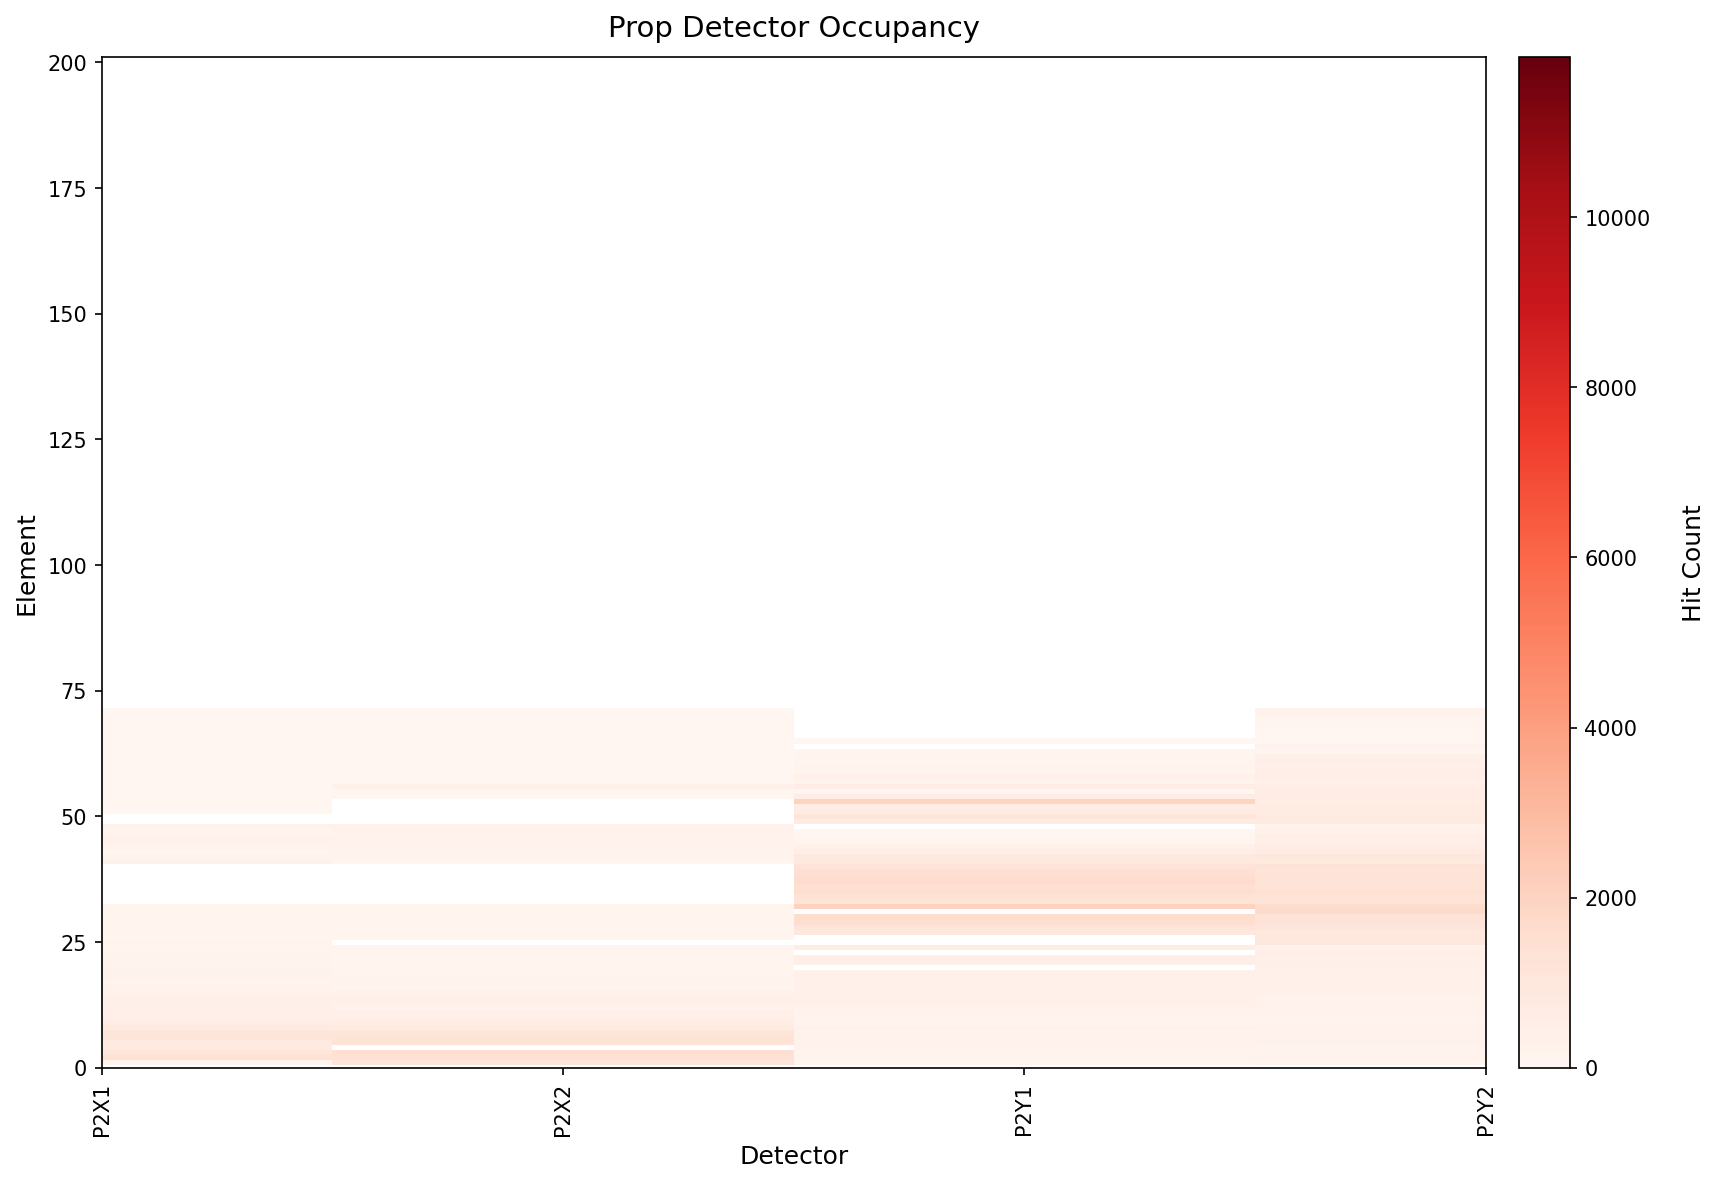 Prop Detector Occupancy
200
175
150
125
100
75
50
25
0
Element
P2X1
P2X2
P2Y1
P2Y2
Detector
10000
8000
6000
4000
2000
0
Hit Count